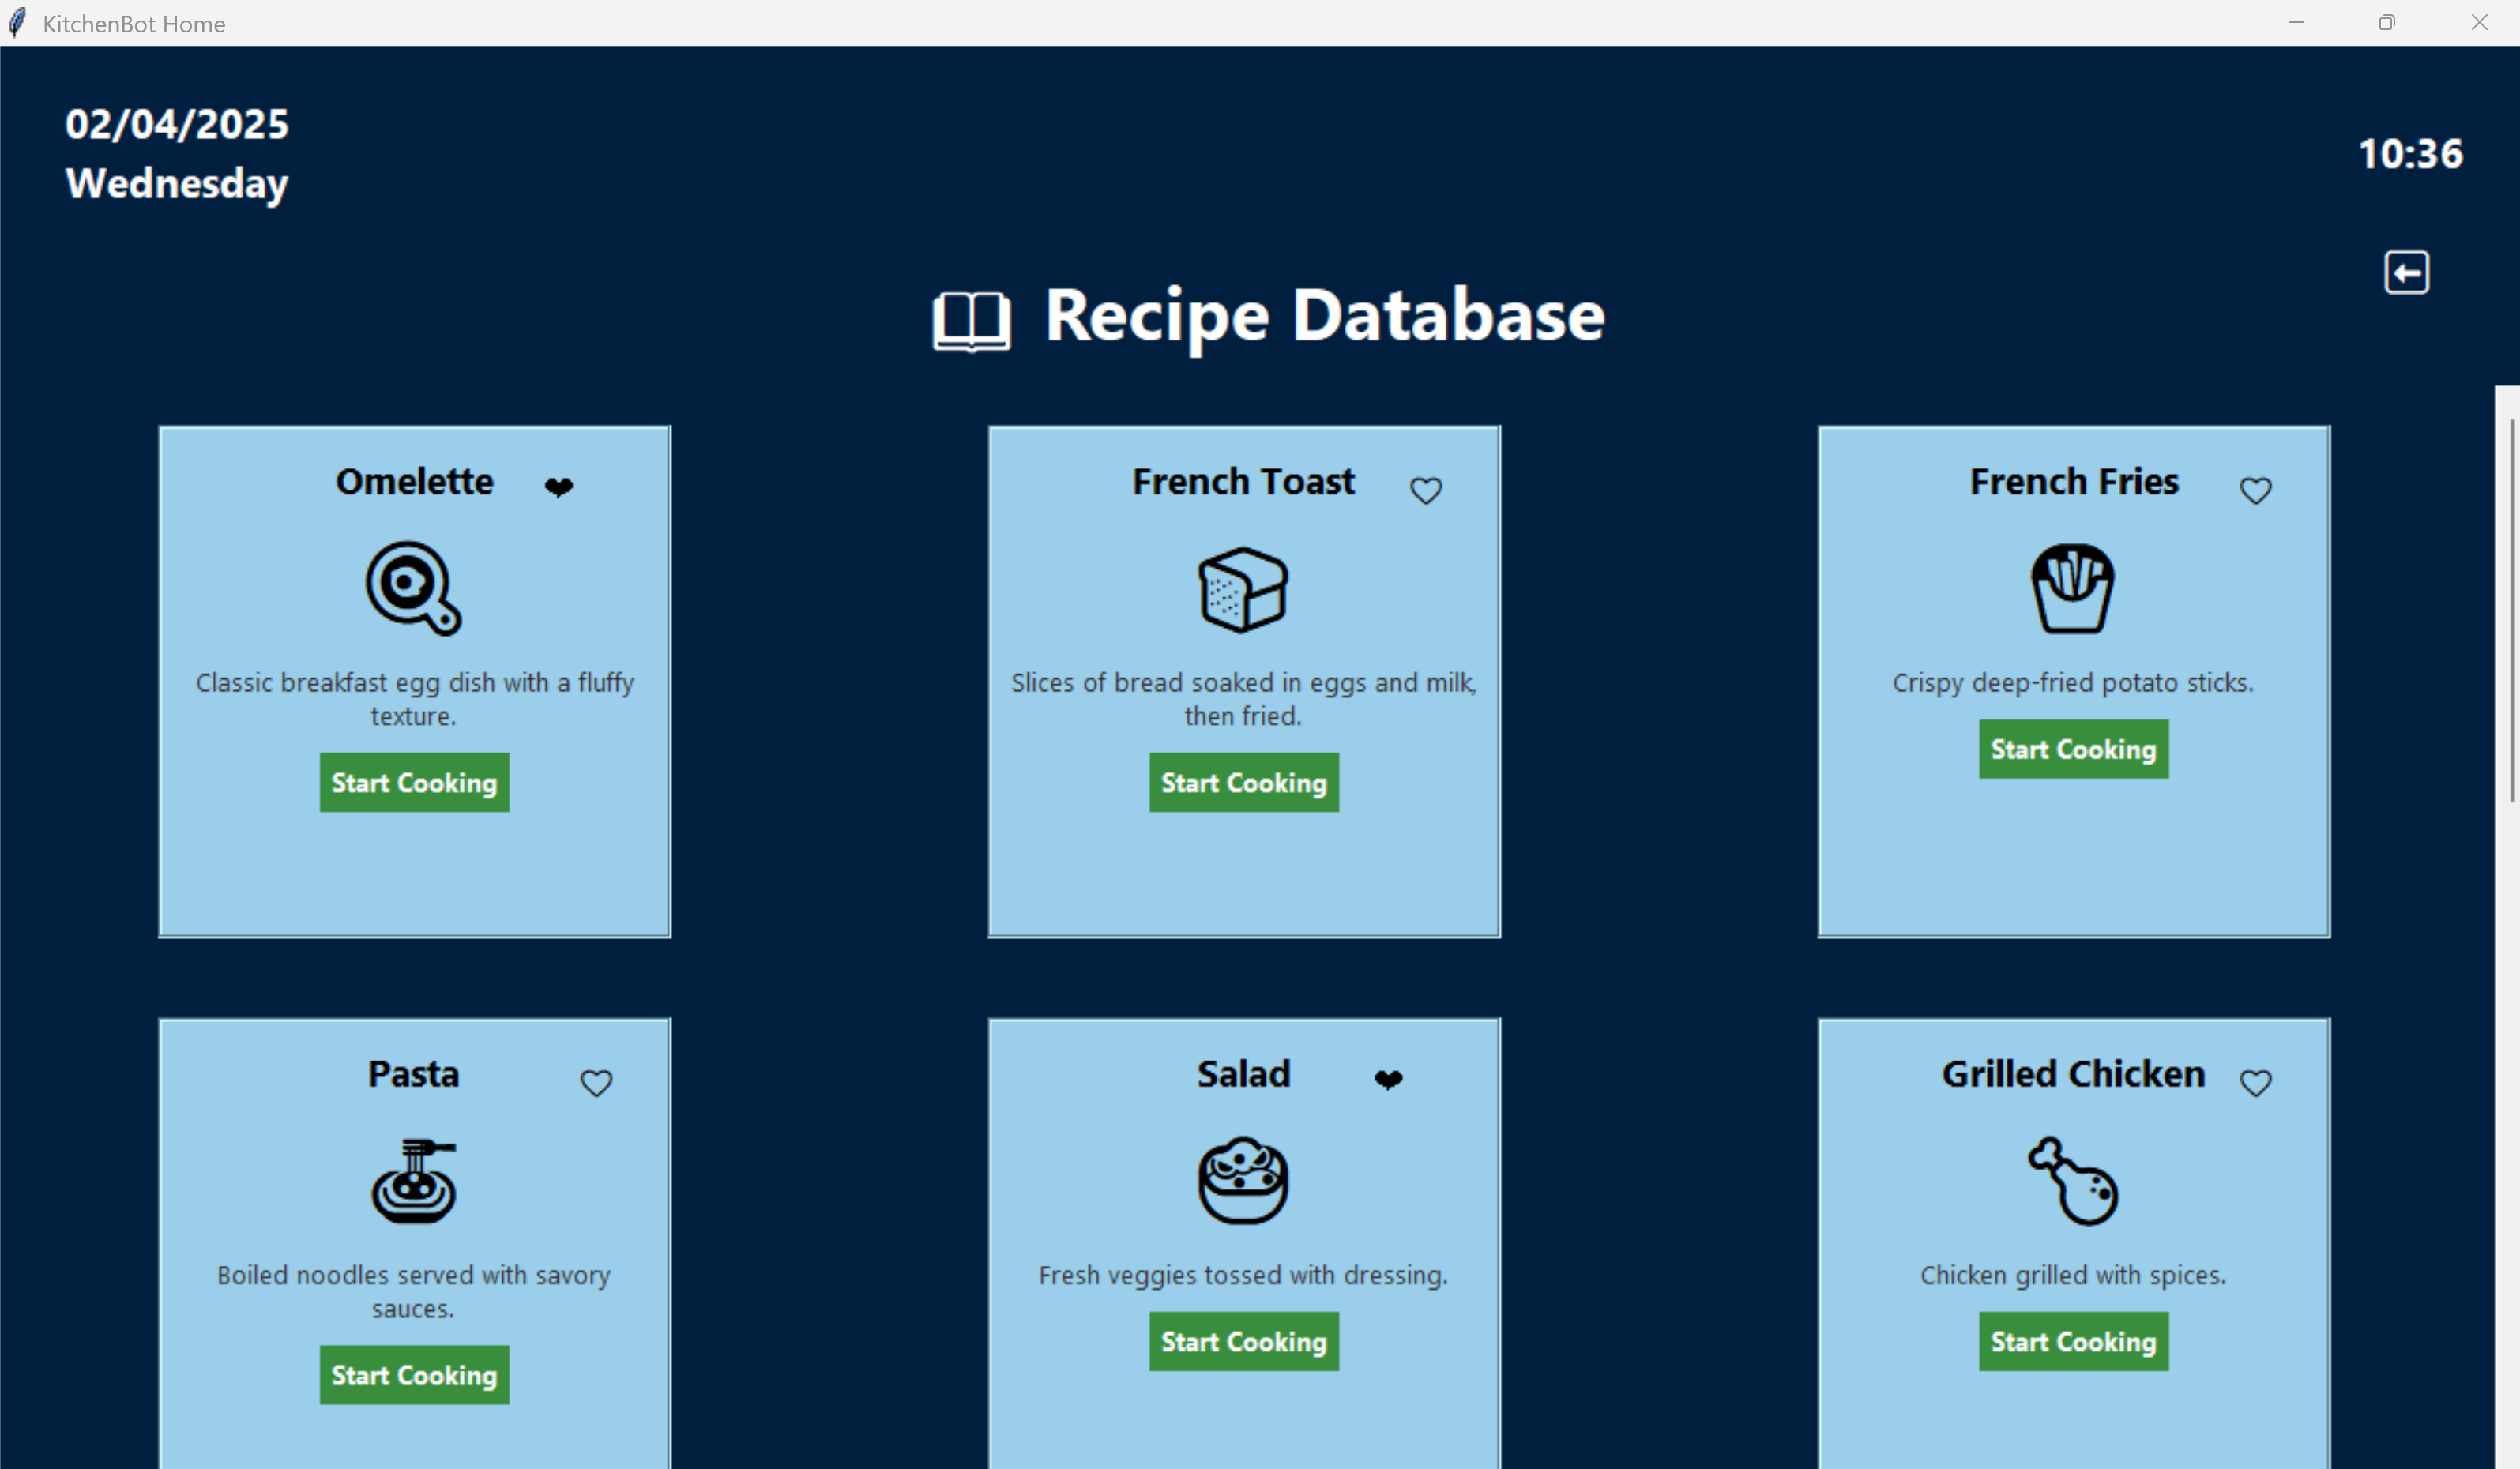 KitchenBot Home
02/04/2025
Wednesday
10:36
Recipe Database
Omelette
Classic breakfast egg dish with a fluffy
texture.
Start Cooking
French Toast
Slices of bread soaked in eggs and milk,
then fried.
Start Cooking
French Fries
Crispy deep-fried potato sticks.
Start Cooking
Pasta
Boiled noodles served with savory
sauces.
Start Cooking
Salad
Fresh veggies tossed with dressing.
Start Cooking
Grilled Chicken
Chicken grilled with spices.
Start Cooking